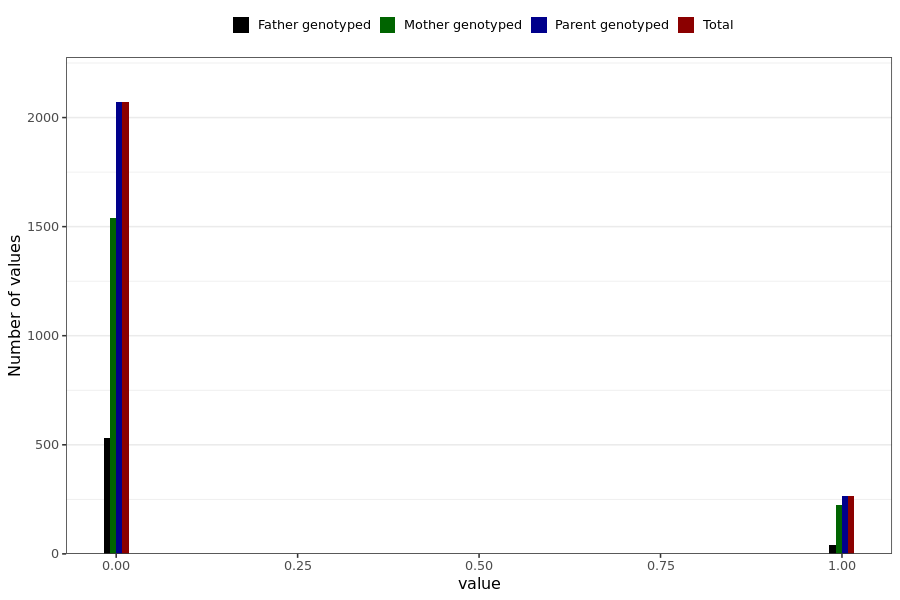 Father genotyped Mother genotyped Parent genotyped Total
Number of values
2000
1500
1000
500
0
0.00 0.25 0.50 0.75 1.00
value